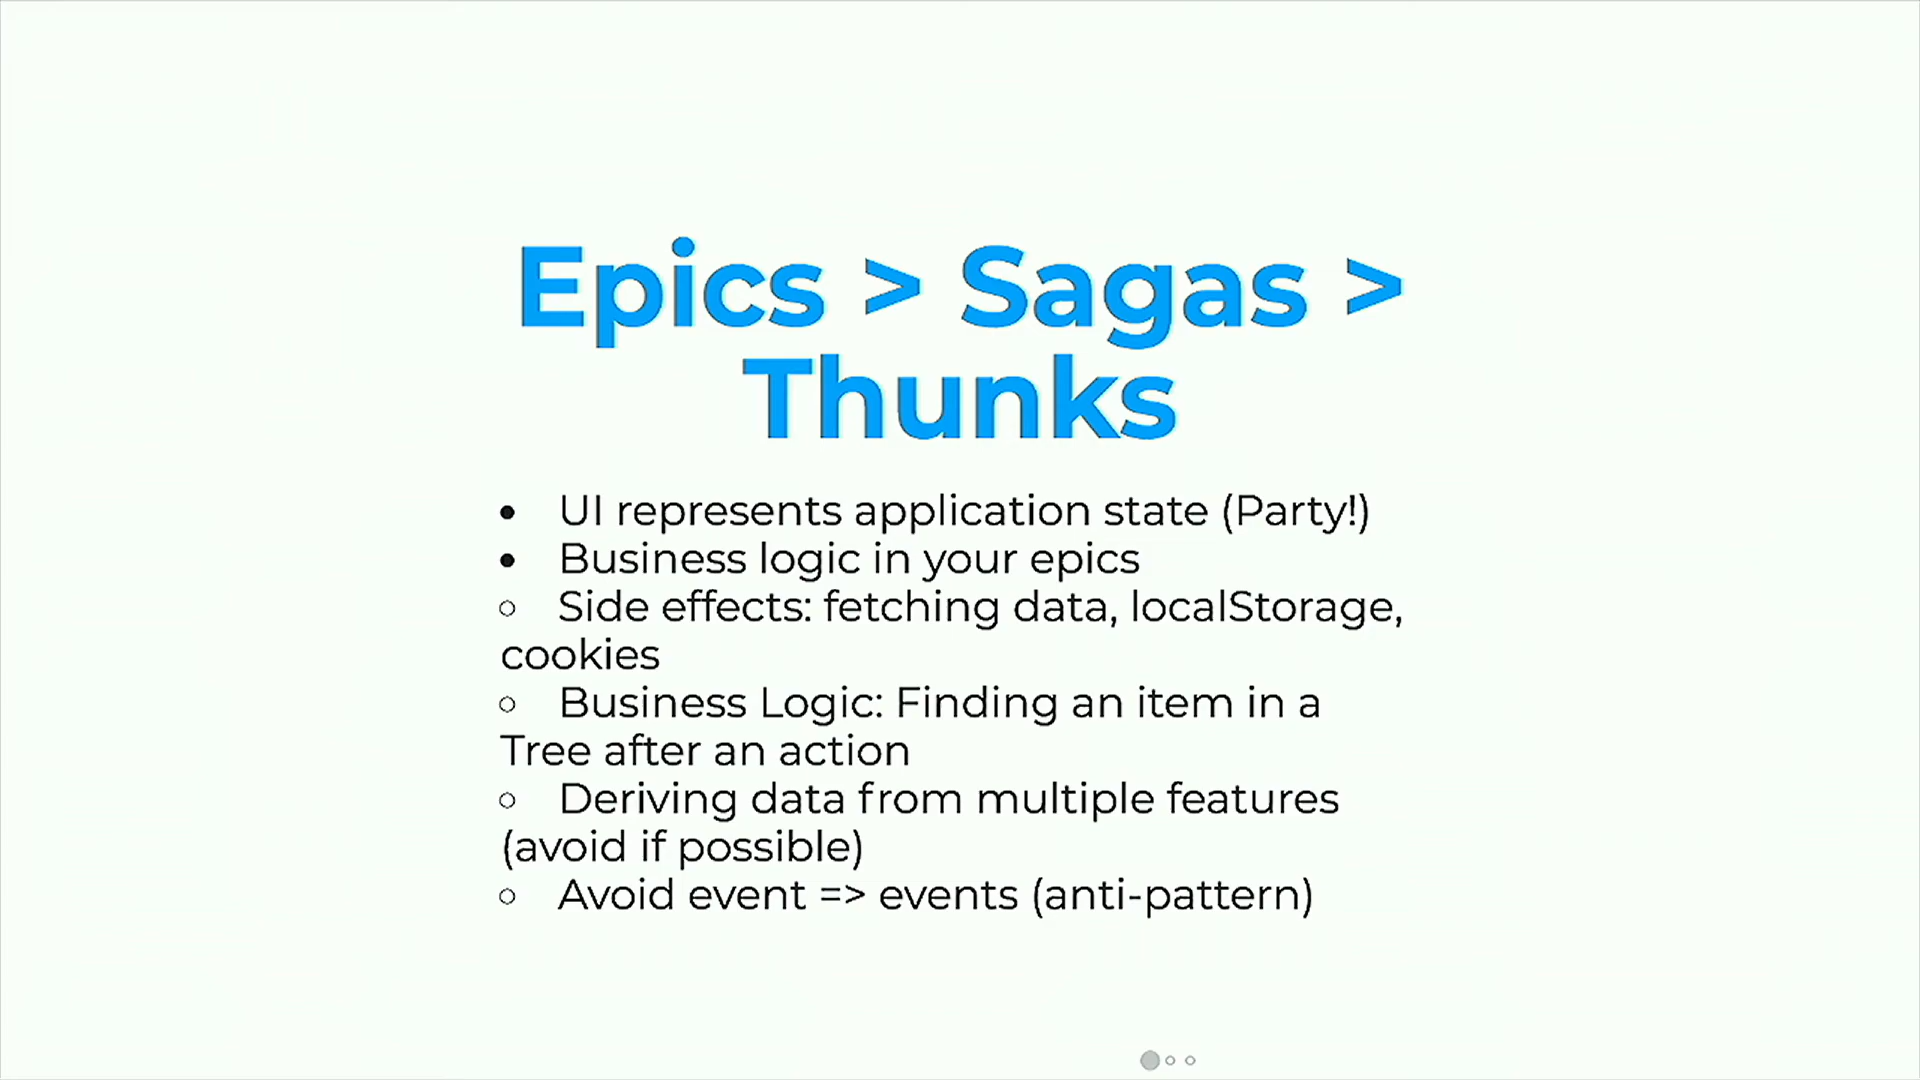 Epics > Sagas >
Thunks
• UI represents application state (Party!)
• Business logic in your epics
○ Side effects: fetching data, localStorage,
cookies
○ Business Logic: Finding an item in a
Tree after an action
○ Deriving data from multiple features
(avoid if possible)
○ Avoid event => events (anti-pattern)